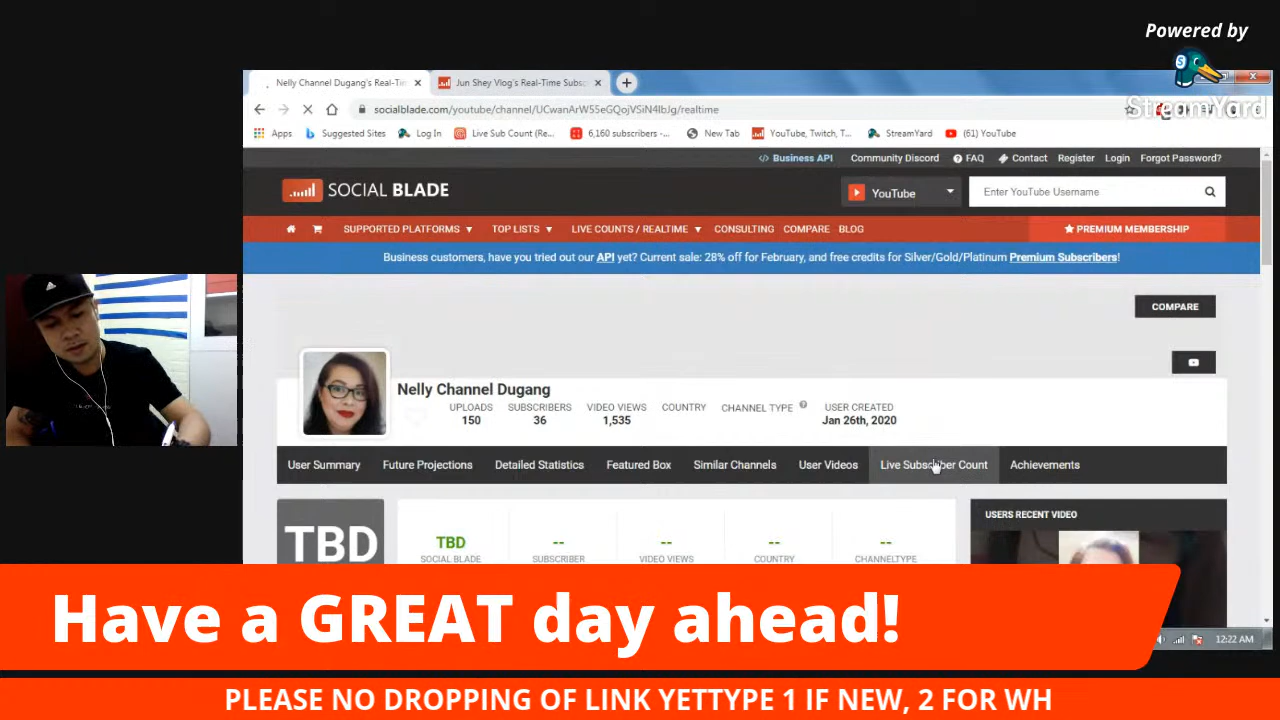 Powered by
StreamYard
Nelly Channel Dugang's Real-Tim
Jun Shey Vlog's Real-Time Subsc
socialblade.com/youtube/channel/UCwanArW55eGQojVSiN4lbJg/realtime
Apps
Suggested Sites
Log In
Live Sub Count (Re...
6,160 subscribers -...
New Tab
YouTube, Twitch, T...
StreamYard
(61) YouTube
Business API
Community Discord
FAQ
Contact
Register
Login
Forgot Password?
SOCIAL BLADE
YouTube
Enter YouTube Username
SUPPORTED PLATFORMS
TOP LISTS
LIVE COUNTS / REALTIME
CONSULTING
COMPARE
BLOG
PREMIUM MEMBERSHIP
Business customers, have you tried out our API yet? Current sale: 28% off for February, and free credits for Silver/Gold/Platinum Premium Subscribers!
COMPARE
Nelly Channel Dugang
UPLOADS
150
SUBSCRIBERS
36
VIDEO VIEWS
1,535
COUNTRY
CHANNEL TYPE
USER CREATED
Jan 26th, 2020
User Summary
Future Projections
Detailed Statistics
Featured Box
Similar Channels
User Videos
Live Subscriber Count
Achievements
TBD
TBD
SOCIAL BLADE
--
SUBSCRIBER
--
VIDEO VIEWS
--
COUNTRY
--
CHANNELTYPE
USERS RECENT VIDEO
12:22 AM
Have a GREAT day ahead!
PLEASE NO DROPPING OF LINK YETTYPE 1 IF NEW, 2 FOR WH